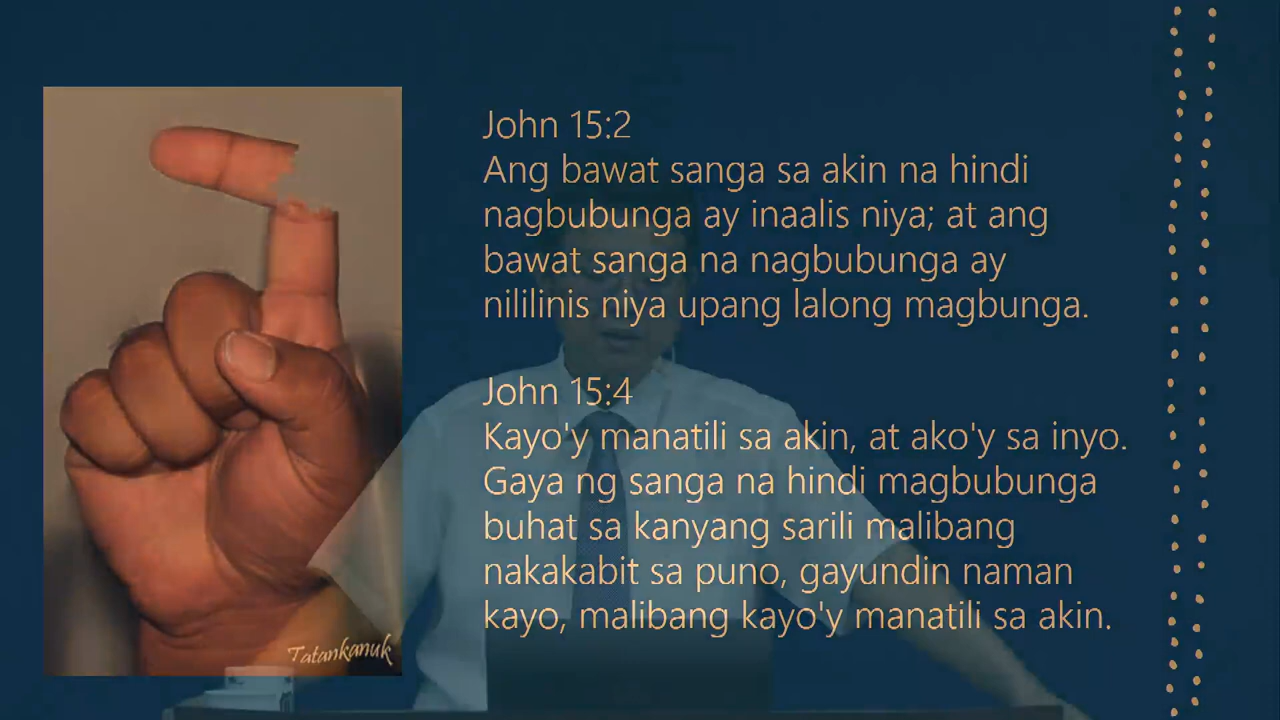 John 15:2
Ang bawat sanga sa akin na hindi
nagbubunga ay inaalis niya; at ang
bawat sanga na nagbubunga ay
nililinis niya upang lalong magbunga.
John 15:4
Kayo'y manatili sa akin, at ako'y sa inyo.
Gaya ng sanga na hindi magbubunga
buhat sa kanyang sarili malibang
nakakabit sa puno, gayundin naman
kayo, malibang kayo'y manatili sa akin.
Tatankanuk